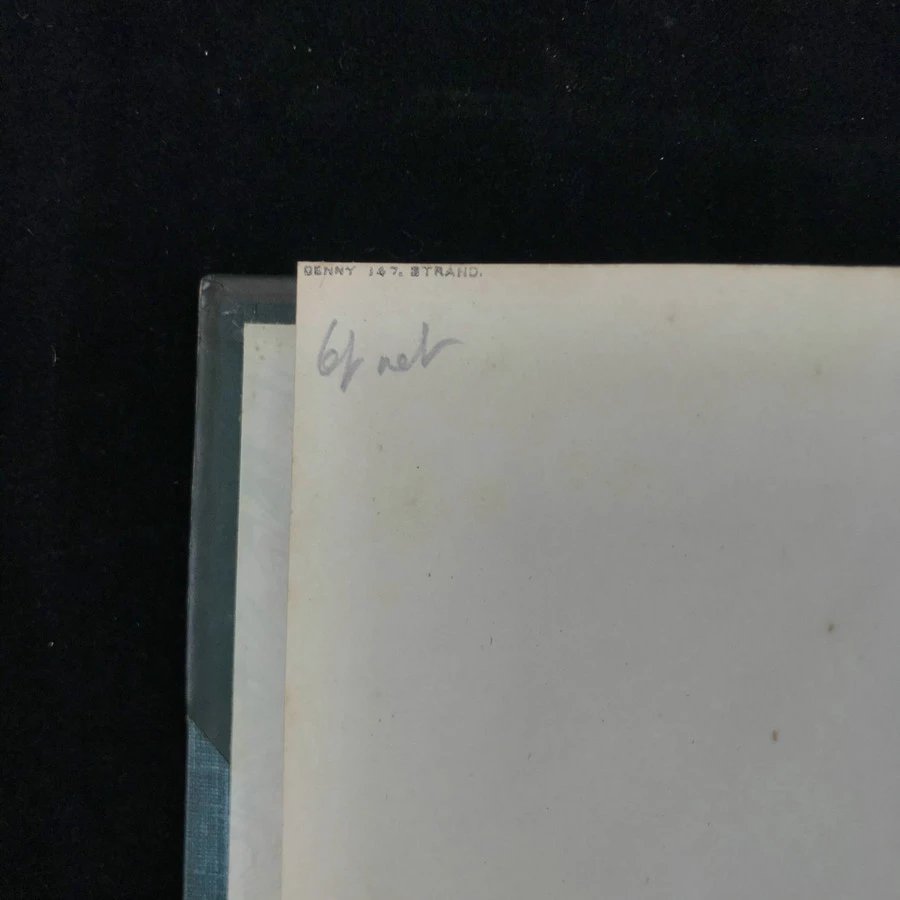 DENNY 147. STRAND.
6/ net